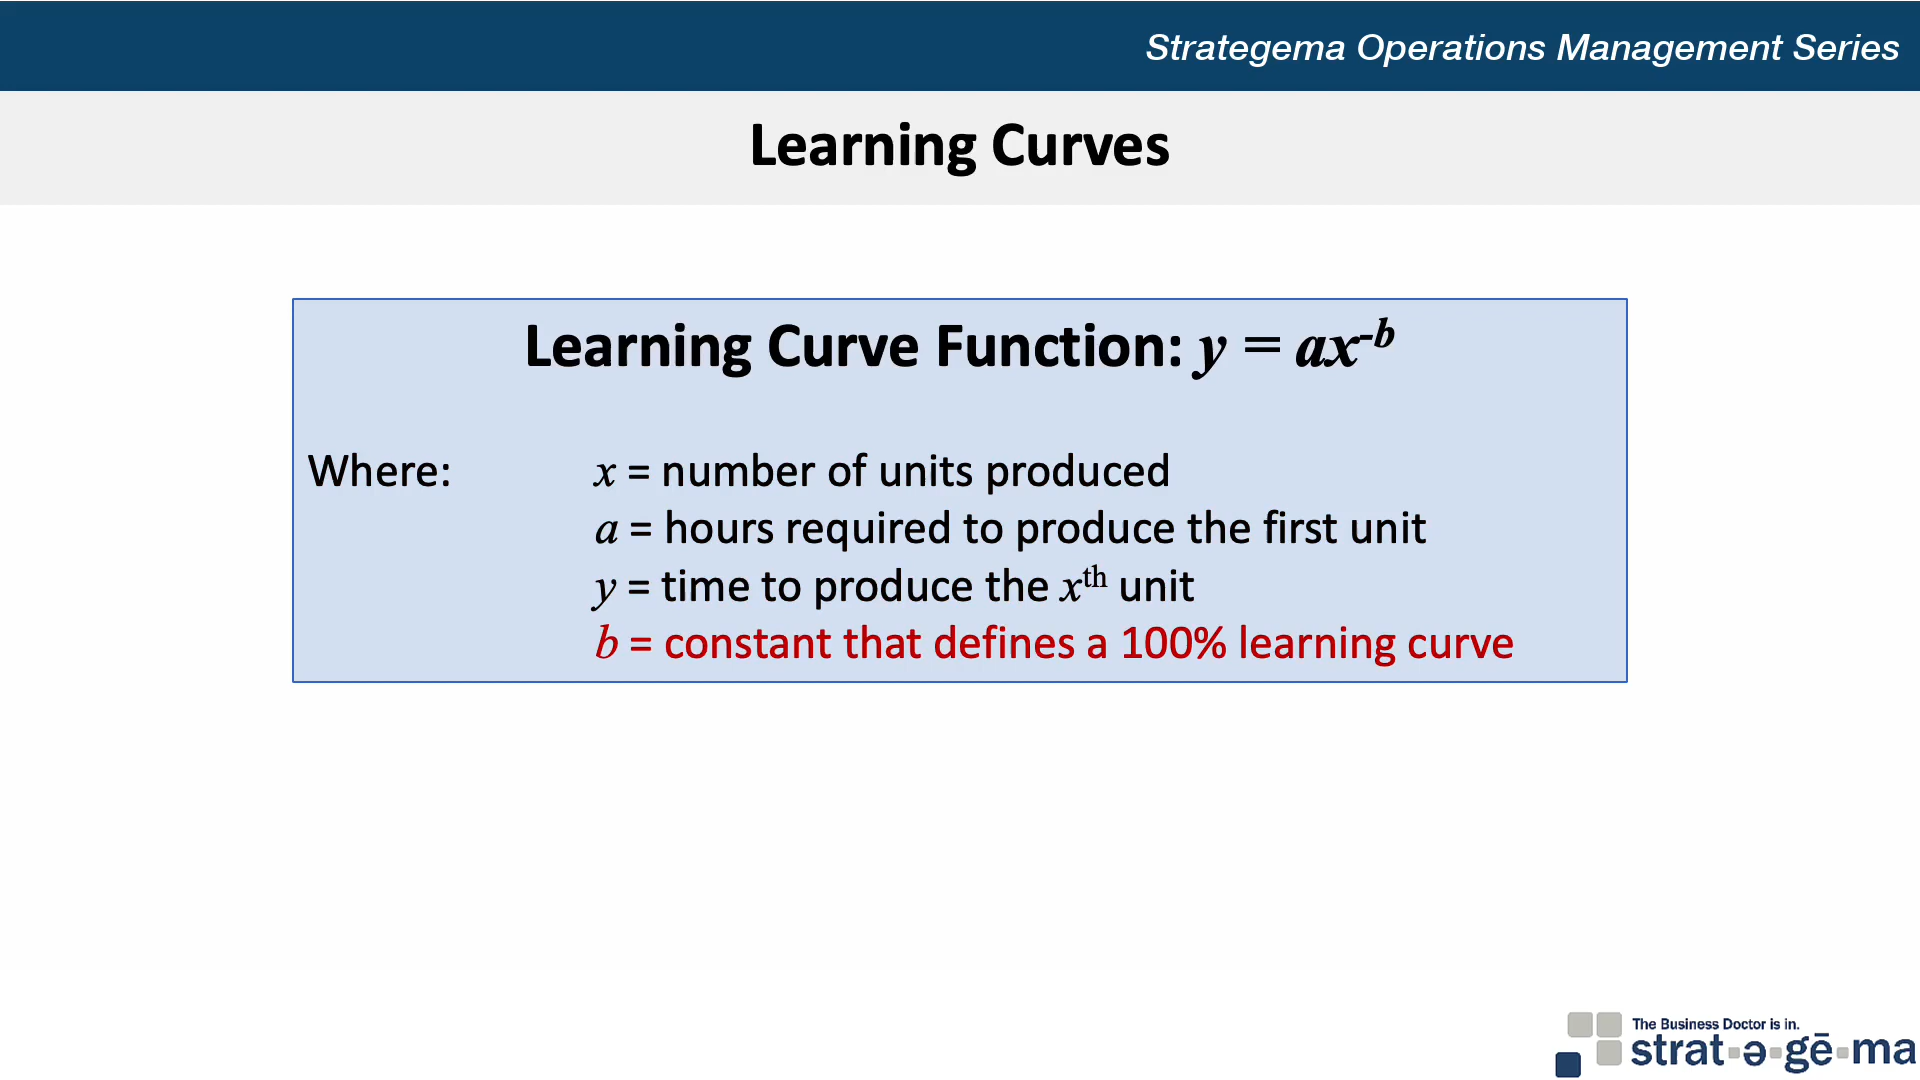 Strategema Operations Management Series
Learning Curves
Learning Curve Function: y = ax⁻ᵇ
Where: x = number of units produced
a = hours required to produce the first unit
y = time to produce the xᵗʰ unit
b = constant that defines a 100% learning curve
The Business Doctor is in.
strat▪ə▪gē▪ma